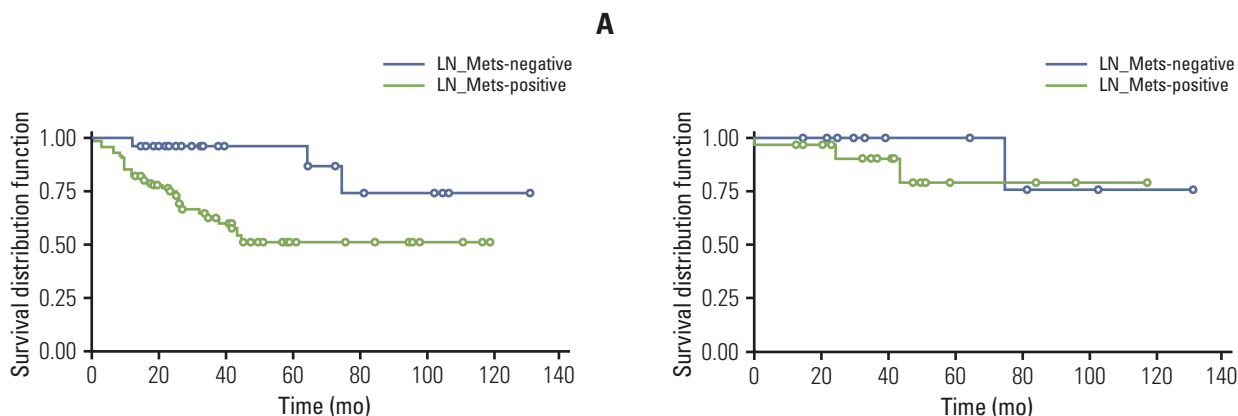 A
LN_Mets-negative
LN_Mets-positive
Survival distribution function
1.00
0.75
0.50
0.25
0.00
0 20 40 60 80 100 120 140
Time (mo)
LN_Mets-negative
LN_Mets-positive
Survival distribution function
1.00
0.75
0.50
0.25
0.00
0 20 40 60 80 100 120 140
Time (mo)